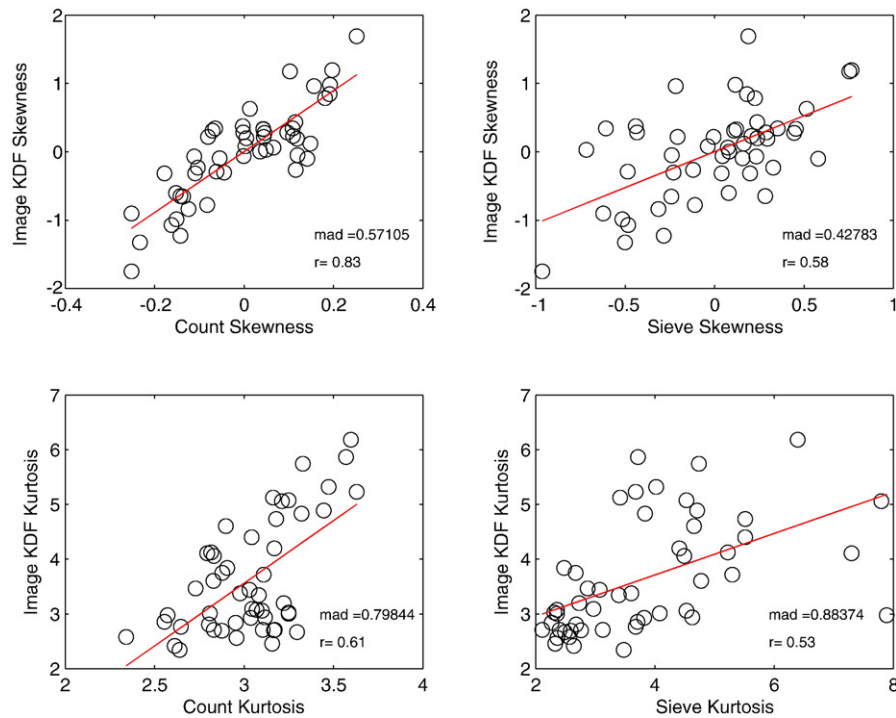 2
1
0
-1
-2
-0.4
-0.2
0
0.2
0.4
Image KDF Skewness
Count Skewness
mad =0.57105
r= 0.83
2
1
0
-1
-2
-1
-0.5
0
0.5
1
Image KDF Skewness
Sieve Skewness
mad =0.42783
r= 0.58
7
6
5
4
3
2
2
2.5
3
3.5
4
Image KDF Kurtosis
Count Kurtosis
mad =0.79844
r= 0.61
7
6
5
4
3
2
2
4
6
8
Image KDF Kurtosis
Sieve Kurtosis
mad =0.88374
r= 0.53